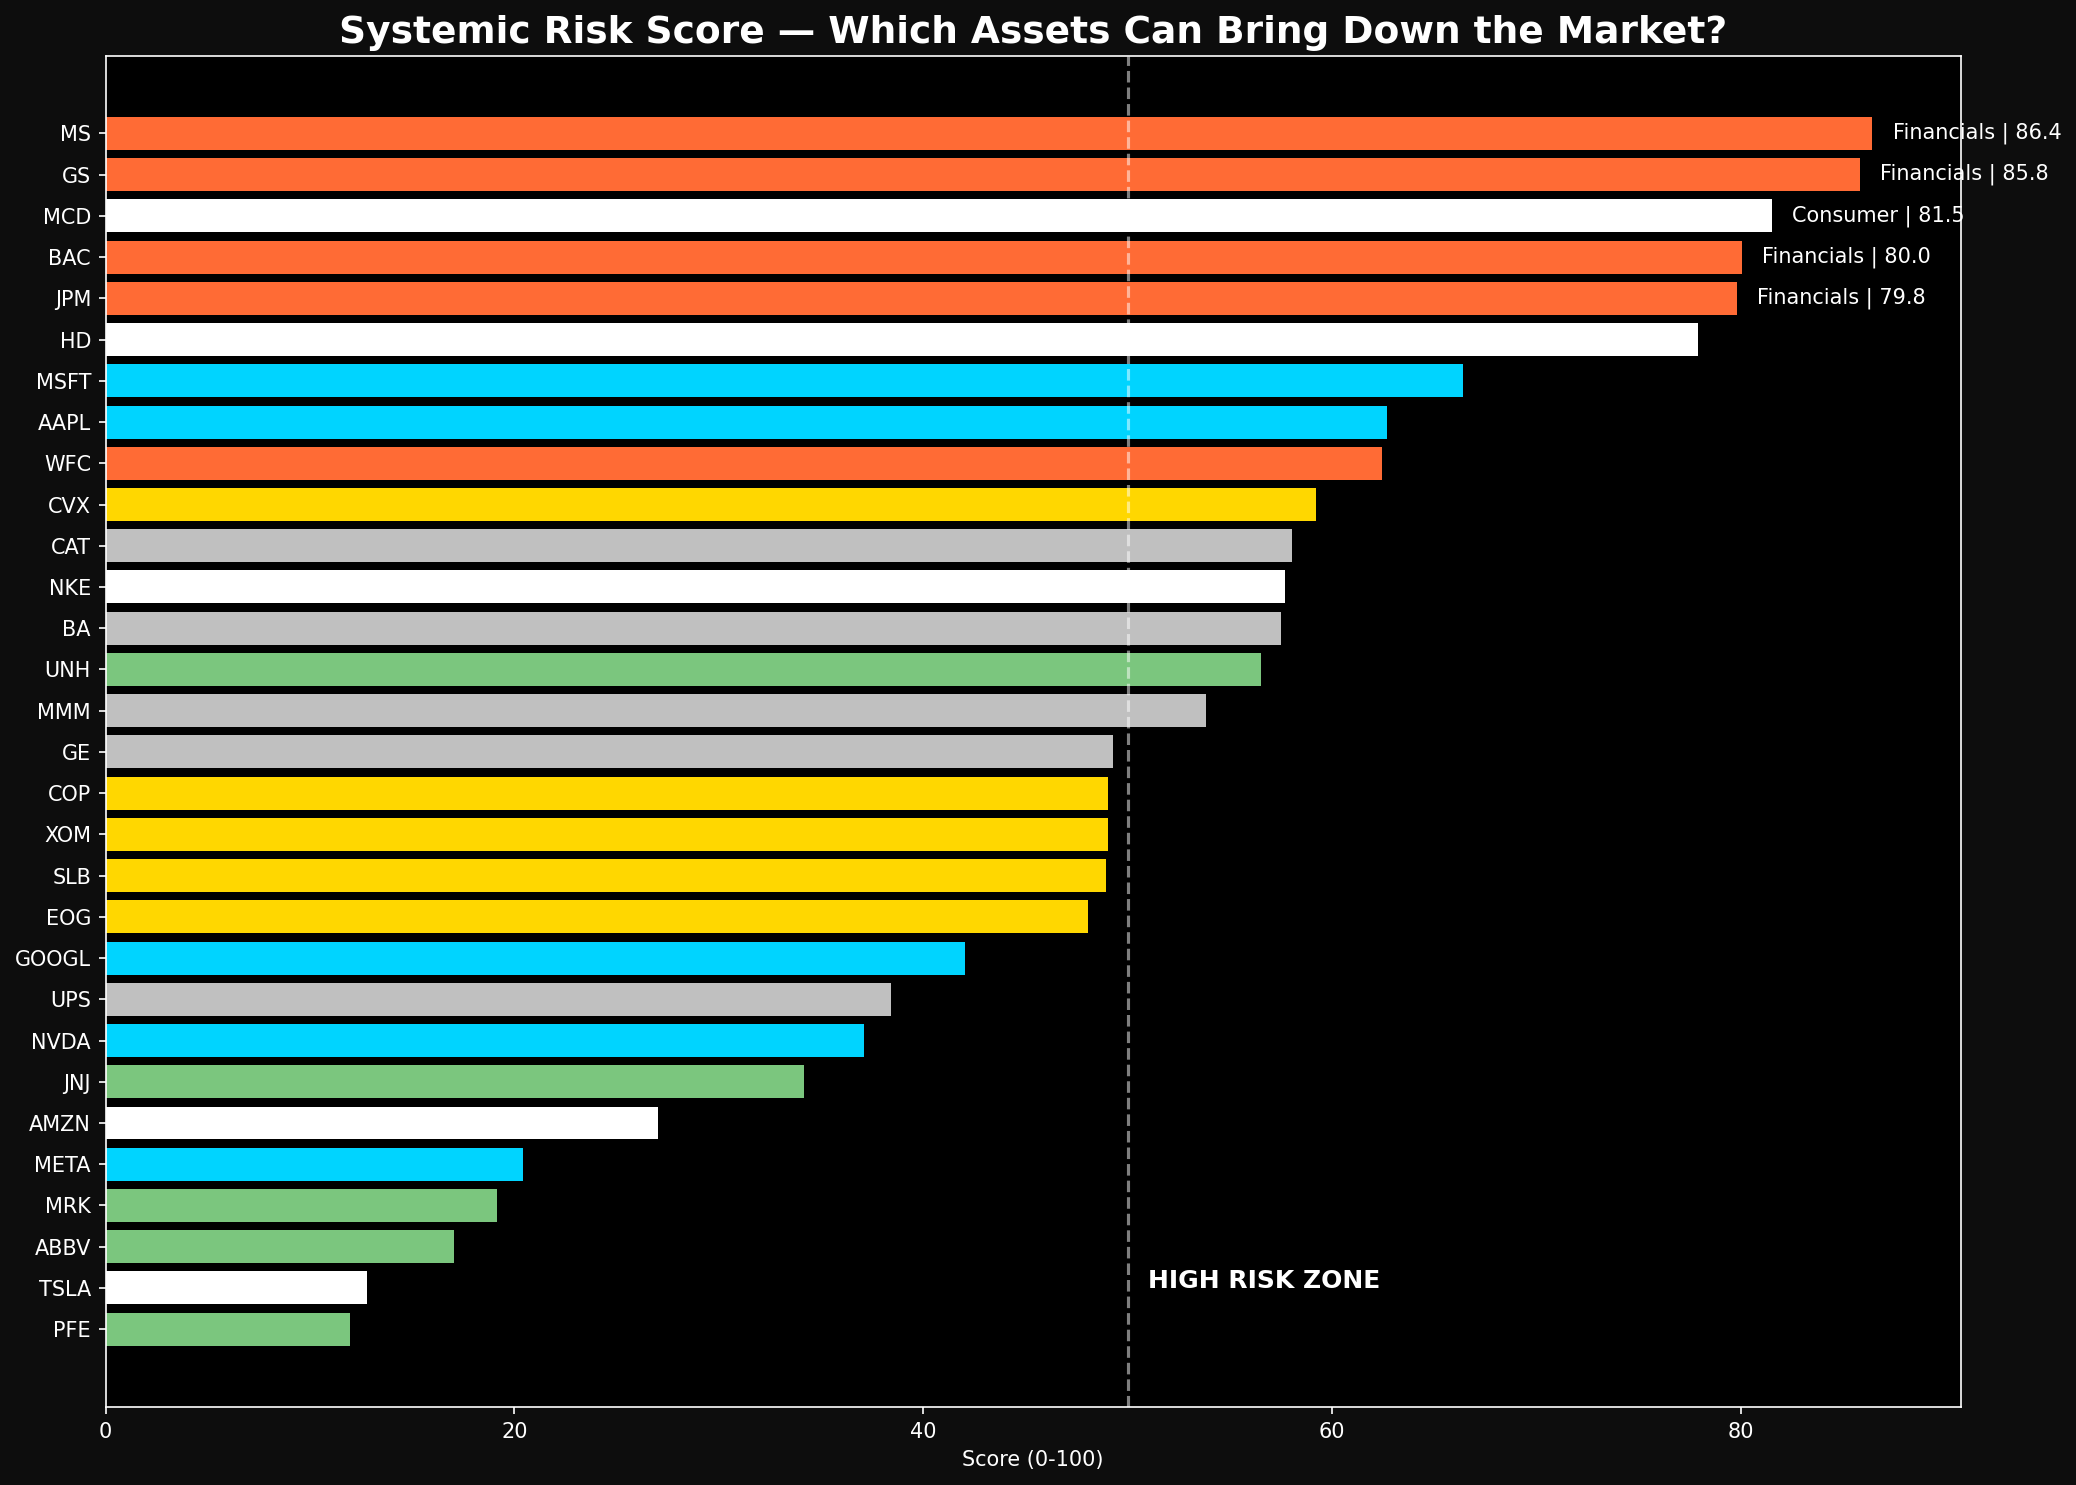 Systemic Risk Score — Which Assets Can Bring Down the Market?
MS Financials | 86.4
GS Financials | 85.8
MCD Consumer | 81.5
BAC Financials | 80.0
JPM Financials | 79.8
HD
MSFT
AAPL
WFC
CVX
CAT
NKE
BA
UNH
MMM
GE
COP
XOM
SLB
EOG
GOOGL
UPS
NVDA
JNJ
AMZN
META
MRK
ABBV
TSLA HIGH RISK ZONE
PFE
0 20 40 60 80
Score (0-100)